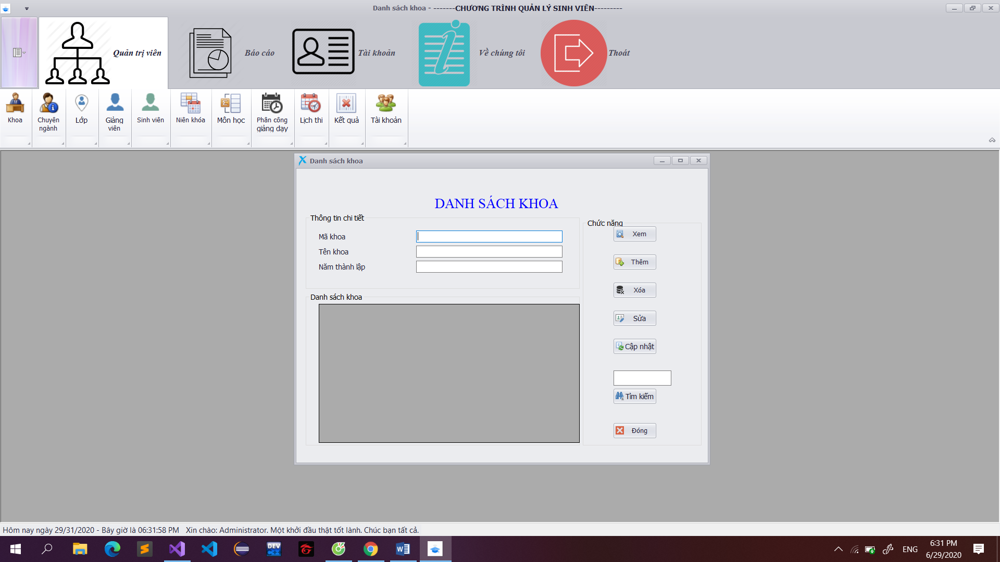 Danh sách khoa - -------CHƯƠNG TRÌNH QUẢN LÝ SINH VIÊN---------
Quản trị viên
Báo cáo
Tài khoản
Về chúng tôi
Thoát
Khoa
Chuyên
ngành
Lớp
Giảng
viên
Sinh viên
Niên khóa
Môn học
Phân công
giảng dạy
Lịch thi
Kết quả
Tài khoản
Danh sách khoa
DANH SÁCH KHOA
Thông tin chi tiết
Mã khoa
Tên khoa
Năm thành lập
Danh sách khoa
Chức năng
Xem
Thêm
Xóa
Sửa
Cập nhật
Tìm kiếm
Đóng
Hôm nay ngày 29/31/2020 - Bây giờ là 06:31:58 PM Xin chào: Administrator. Một khởi đầu thật tốt lành. Chúc bạn tất cả.
DEV
C++
ENG
6:31 PM
6/29/2020